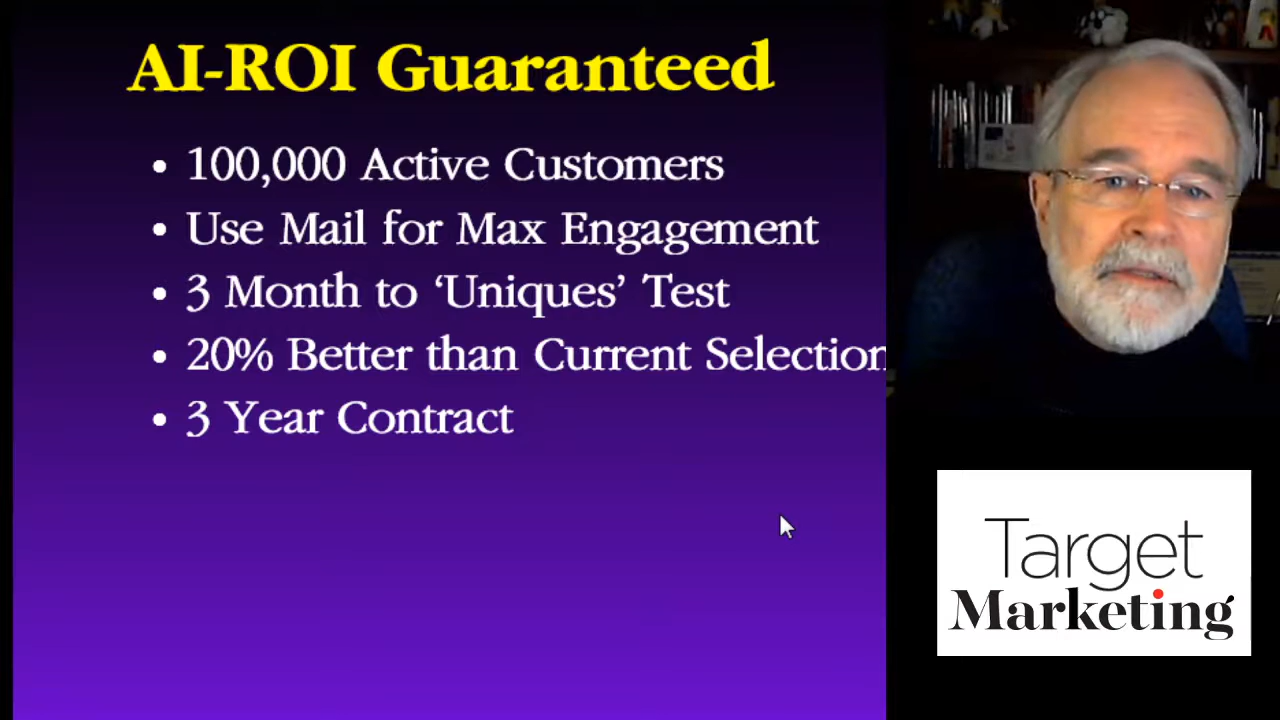 AI-ROI Guaranteed
• 100,000 Active Customers
• Use Mail for Max Engagement
• 3 Month to ‘Uniques’ Test
• 20% Better than Current Selection
• 3 Year Contract
Target
Marketing